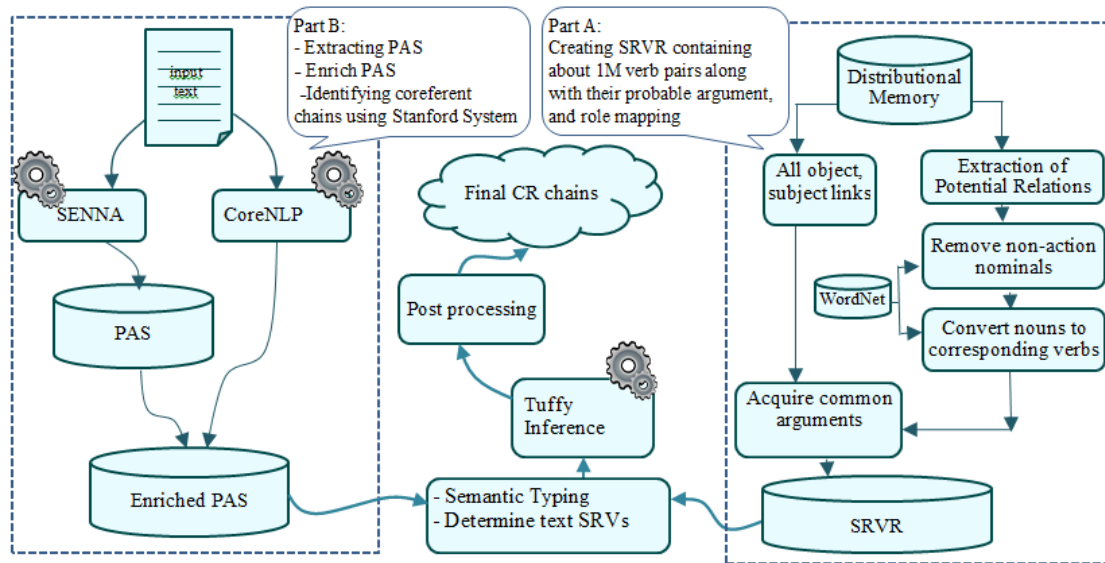 input
text
Part B:
- Extracting PAS
- Enrich PAS
-Identifying coreferent
chains using Stanford System
Part A:
Creating SRVR containing
about 1M verb pairs along
with their probable argument,
and role mapping
Distributional
Memory
SENNA
CoreNLP
Final CR chains
All object,
subject links
Extraction of
Potential Relations
Remove non-action
nominals
WordNet
PAS
Post processing
Convert nouns to
corresponding verbs
Tuffy
Inference
Acquire common
arguments
Enriched PAS
- Semantic Typing
- Determine text SRVs
SRVR